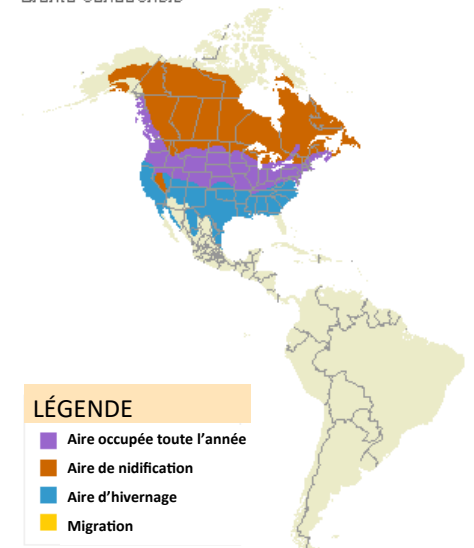 LÉGENDE
Aire occupée toute l’année
Aire de nidification
Aire d’hivernage
Migration